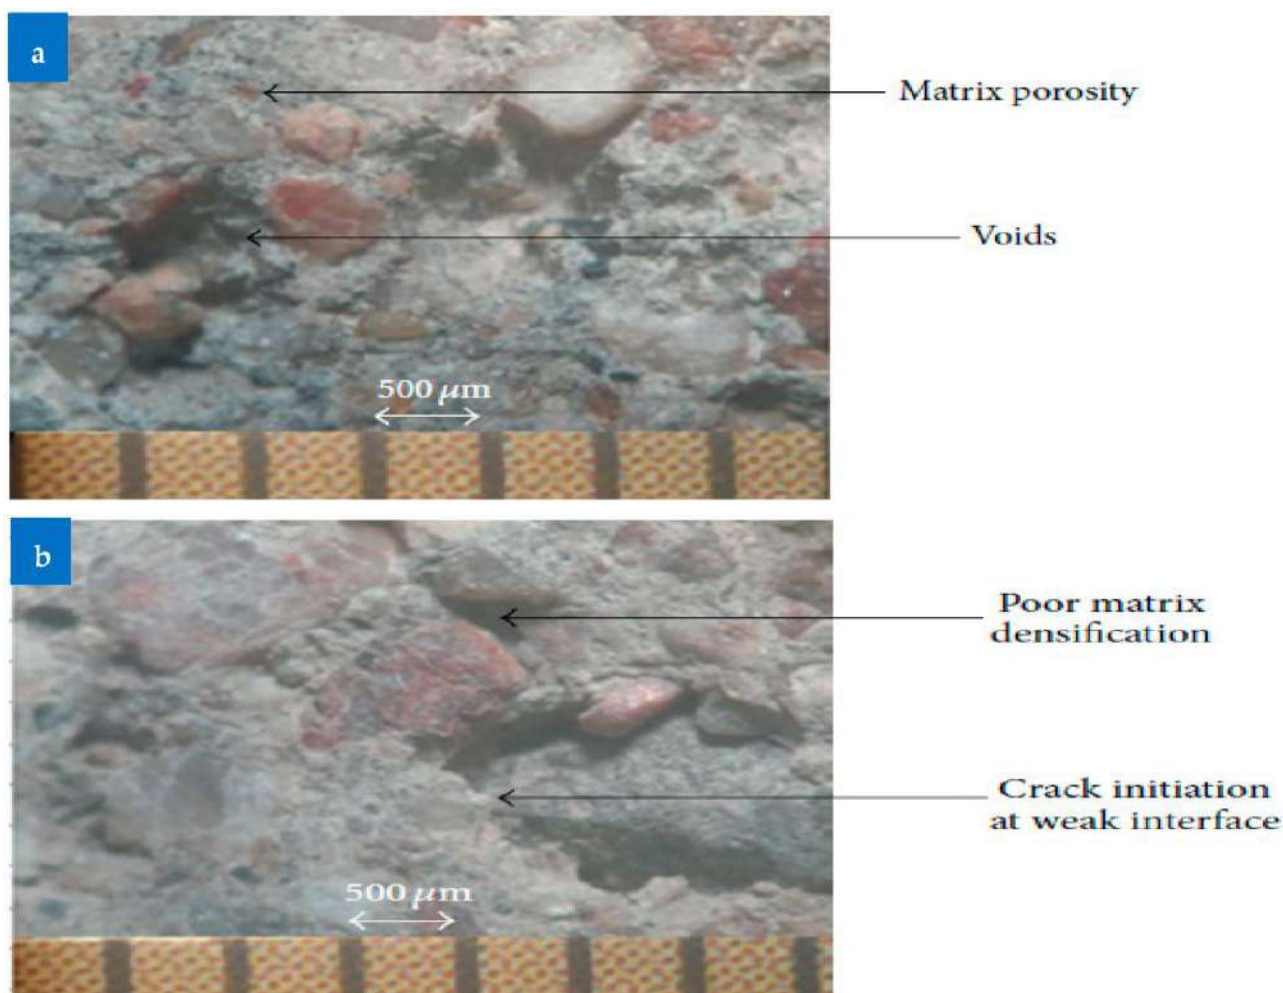 a
Matrix porosity
Voids
500 μm
b
Poor matrix
densification
Crack initiation
at weak interface
500 μm